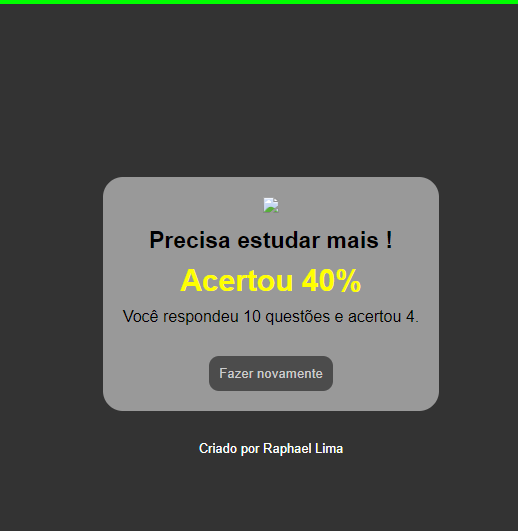 Precisa estudar mais !
Acertou 40%
Você respondeu 10 questões e acertou 4.
Fazer novamente
Criado por Raphael Lima